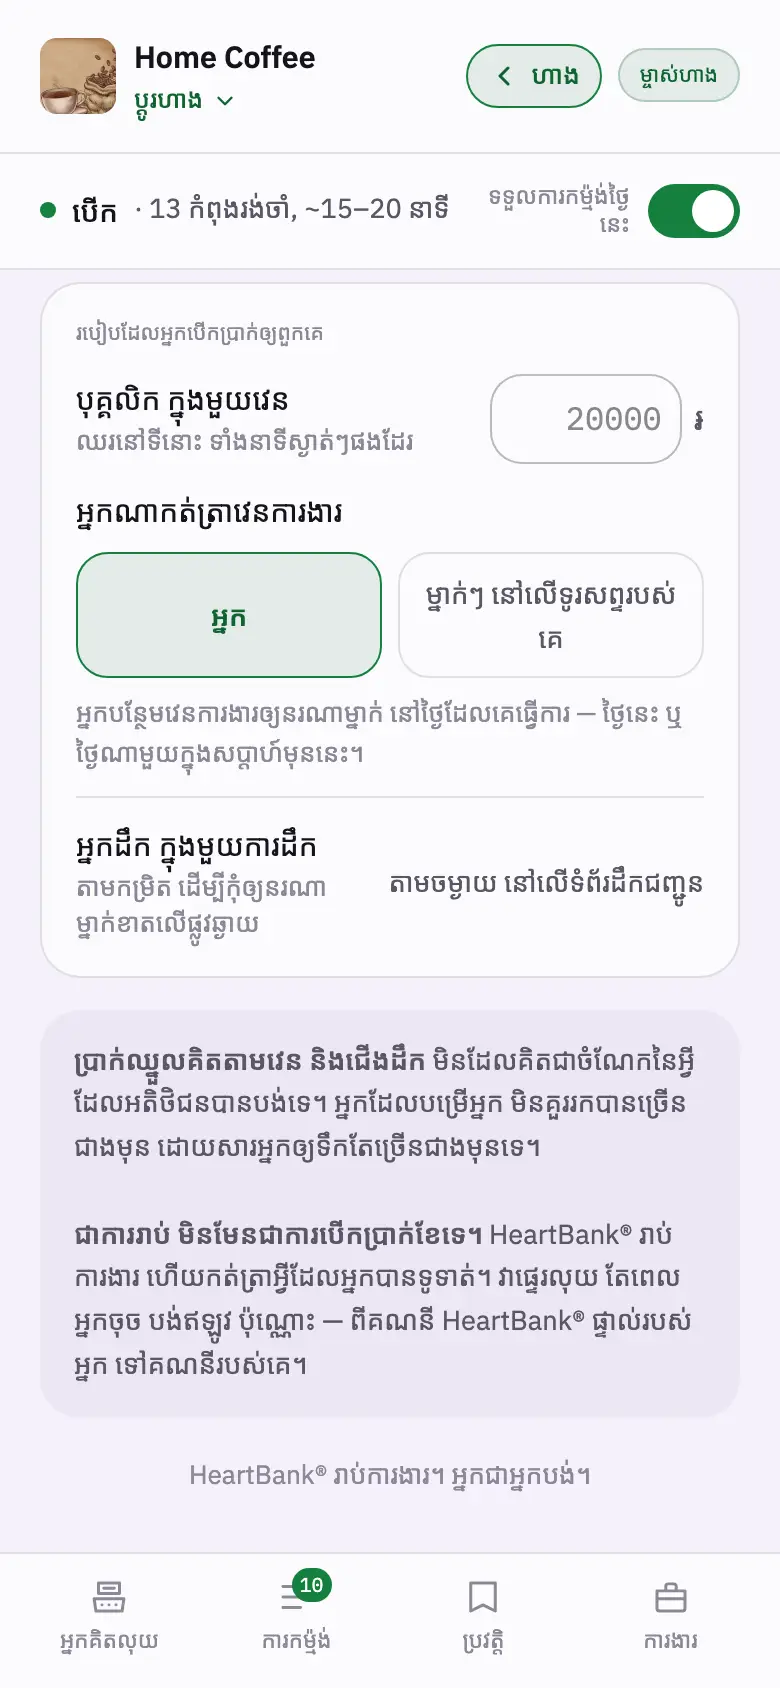 Home Coffee
ប្ដូរហាង
ហាង
ម្ចាស់ហាង
បើក · 13 កំពុងរង់ចាំ, ~15–20 នាទី
ទទួលការកម្ម៉ង់ថ្ងៃ
នេះ
របៀបដែលអ្នកបើកប្រាក់ឲ្យពួកគេ
បុគ្គលិក ក្នុងមួយវេន
20000 ៛
ឈរនៅទីនោះ ទាំងនាទីស្ងាត់ៗផងដែរ
អ្នកណាកត់ត្រាវេនការងារ
អ្នក
ម្នាក់ៗ នៅលើទូរសព្ទរបស់
គេ
អ្នកបន្ថែមវេនការងារឲ្យនរណាម្នាក់ នៅថ្ងៃដែលគេធ្វើការ — ថ្ងៃនេះ ឬ
ថ្ងៃណាមួយក្នុងសប្ដាហ៍មុននេះ។
អ្នកដឹក ក្នុងមួយការដឹក
តាមកម្រិត ដើម្បីកុំឲ្យនរណា
ម្នាក់ខាតលើផ្លូវឆ្ងាយ
តាមចម្ងាយ នៅលើទំព័រដឹកជញ្ជូន
ប្រាក់ឈ្នួលគិតតាមវេន និងជើងដឹក មិនដែលគិតជាចំណែកនៃអ្វី
ដែលអតិថិជនបានបង់ទេ។ អ្នកដែលបម្រើអ្នក មិនគួររកបានច្រើន
ជាងមុន ដោយសារអ្នកឲ្យទឹកតែច្រើនជាងមុនទេ។
ជាការរាប់ មិនមែនជាការបើកប្រាក់ខែទេ។ HeartBank® រាប់
ការងារ ហើយកត់ត្រាអ្វីដែលអ្នកបានទូទាត់។ វាផ្ទេរលុយ តែពេល
អ្នកចុច បង់ឥឡូវ ប៉ុណ្ណោះ — ពីគណនី HeartBank® ផ្ទាល់របស់
អ្នក ទៅគណនីរបស់គេ។
HeartBank® រាប់ការងារ។ អ្នកជាអ្នកបង់។
10
អ្នកគិតលុយ
ការកម្ម៉ង់
ប្រវត្តិ
ការងារ